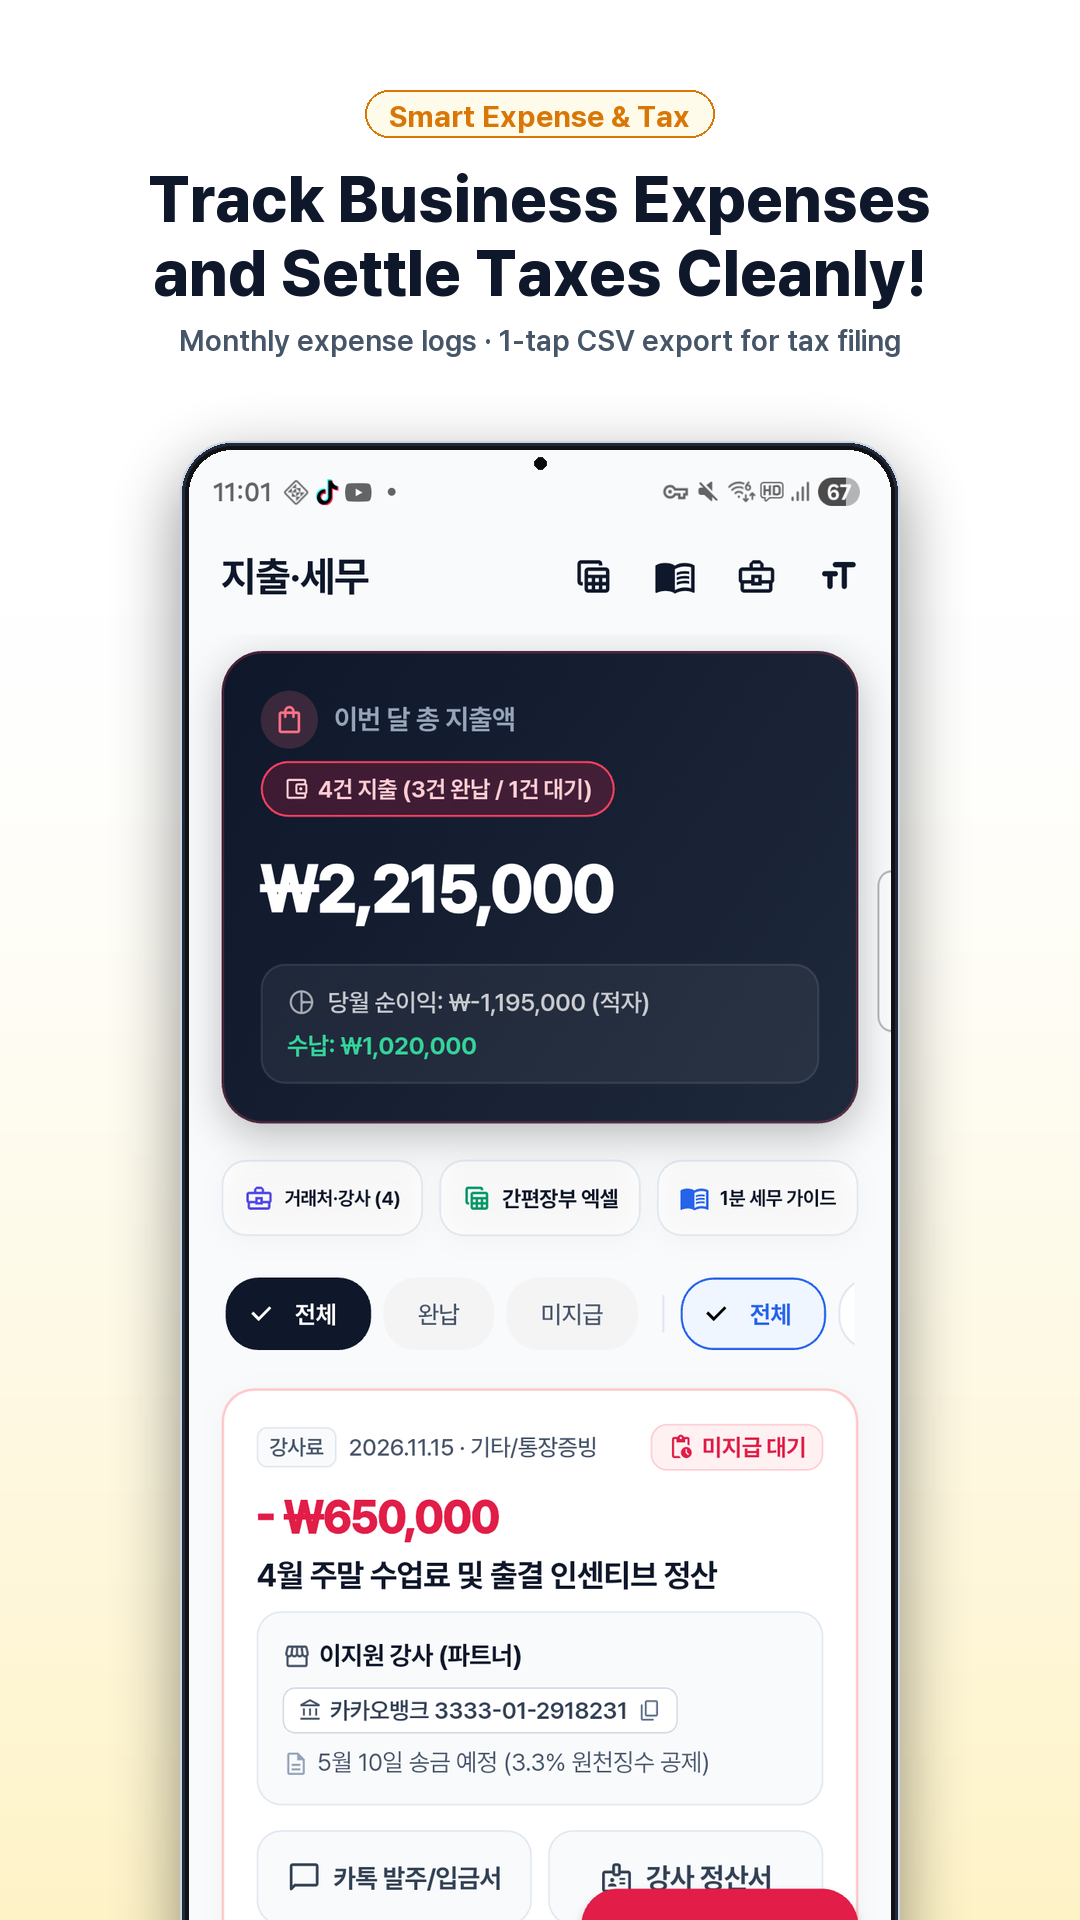 Smart Expense & Tax
Track Business Expenses
and Settle Taxes Cleanly!
Monthly expense logs · 1-tap CSV export for tax filing
11:01
HD
67
지출·세무
이번 달 총 지출액
4건 지출 (3건 완납 / 1건 대기)
₩2,215,000
당월 순이익: ₩-1,195,000 (적자)
수납: ₩1,020,000
거래처·강사 (4)
간편장부 엑셀
1분 세무 가이드
전체
완납
미지급
전체
강사료
2026.11.15 · 기타/통장증빙
미지급 대기
- ₩650,000
4월 주말 수업료 및 출결 인센티브 정산
이지원 강사 (파트너)
카카오뱅크 3333-01-2918231
5월 10일 송금 예정 (3.3% 원천징수 공제)
카톡 발주/입금서
강사 정산서